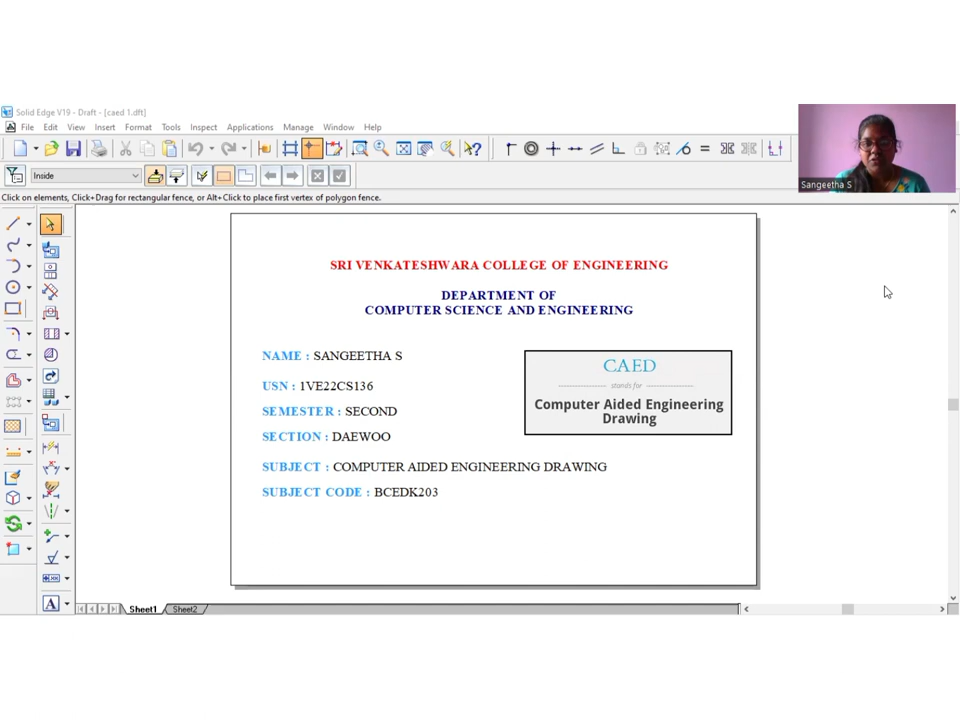 Solid Edge V19 - Draft - [caed 1.dft]
File Edit View Insert Format Tools Inspect Applications Manage Window Help
Inside
Click on elements, Click+Drag for rectangular fence, or Alt+Click to place first vertex of polygon fence.
Sangeetha S
SRI VENKATESHWARA COLLEGE OF ENGINEERING
DEPARTMENT OF
COMPUTER SCIENCE AND ENGINEERING
NAME : SANGEETHA S
USN : 1VE22CS136
SEMESTER : SECOND
SECTION : DAEWOO
SUBJECT : COMPUTER AIDED ENGINEERING DRAWING
SUBJECT CODE : BCEDK203
CAED
stands for
Computer Aided Engineering
Drawing
Sheet1 Sheet2